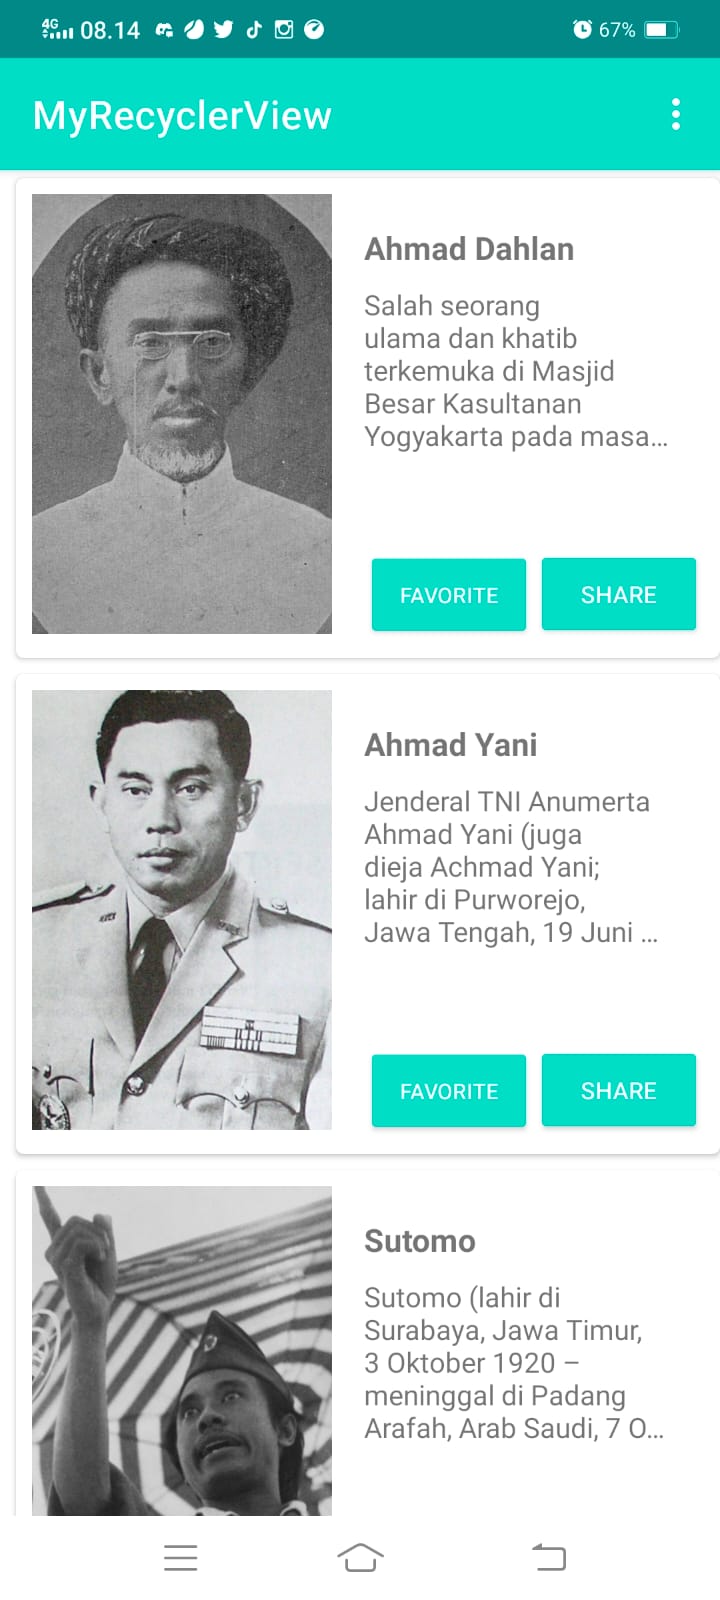 4G 08.14 67%
MyRecyclerView
Ahmad Dahlan
Salah seorang
ulama dan khatib
terkemuka di Masjid
Besar Kasultanan
Yogyakarta pada masa...
FAVORITE SHARE
Ahmad Yani
Jenderal TNI Anumerta
Ahmad Yani (juga
dieja Achmad Yani;
lahir di Purworejo,
Jawa Tengah, 19 Juni ...
FAVORITE SHARE
Sutomo
Sutomo (lahir di
Surabaya, Jawa Timur,
3 Oktober 1920 –
meninggal di Padang
Arafah, Arab Saudi, 7 O...